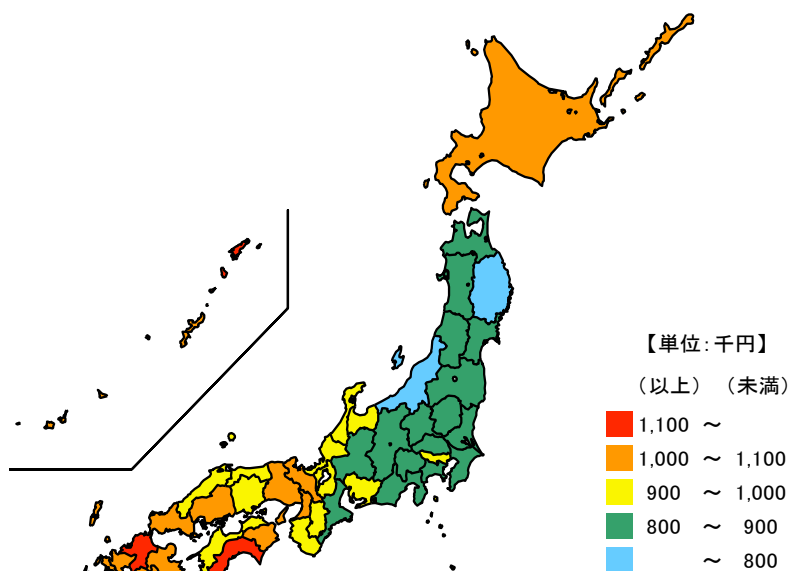 【単位:千円】
（以上） （未満）
1,100 ～
1,000 ～ 1,100
900 ～ 1,000
800 ～ 900
～ 800